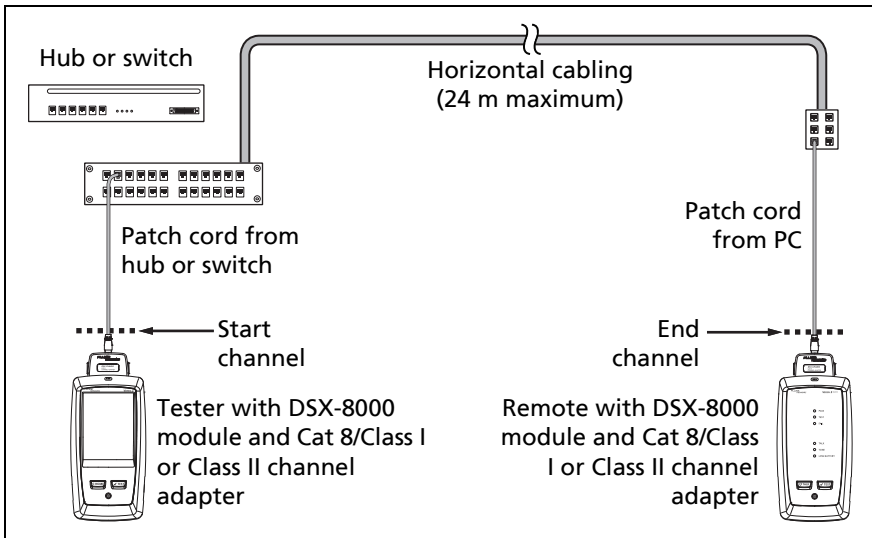 Hub or switch
Horizontal cabling
(24 m maximum)
Patch cord from
hub or switch
Patch cord
from PC
Start
channel
End
channel
Tester with DSX-8000
module and Cat 8/Class I
or Class II channel
adapter
Remote with DSX-8000
module and Cat 8/Class
I or Class II channel
adapter